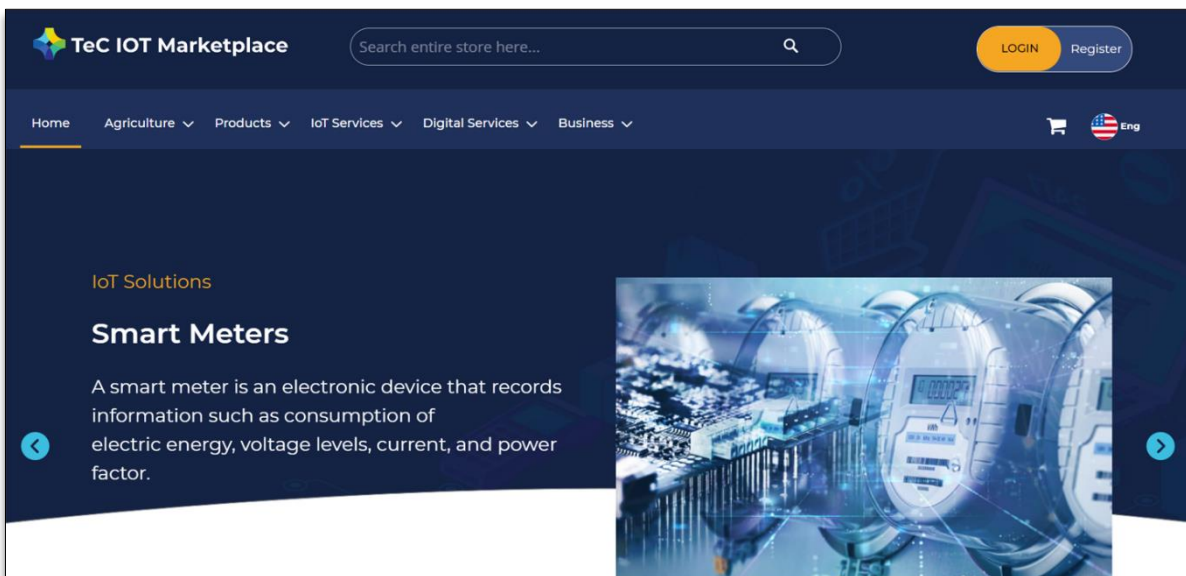 TeC IOT Marketplace
Search entire store here...
LOGIN
Register
Home
Agriculture
Products
IoT Services
Digital Services
Business
Eng
IoT Solutions
Smart Meters
A smart meter is an electronic device that records
information such as consumption of
electric energy, voltage levels, current, and power
factor.